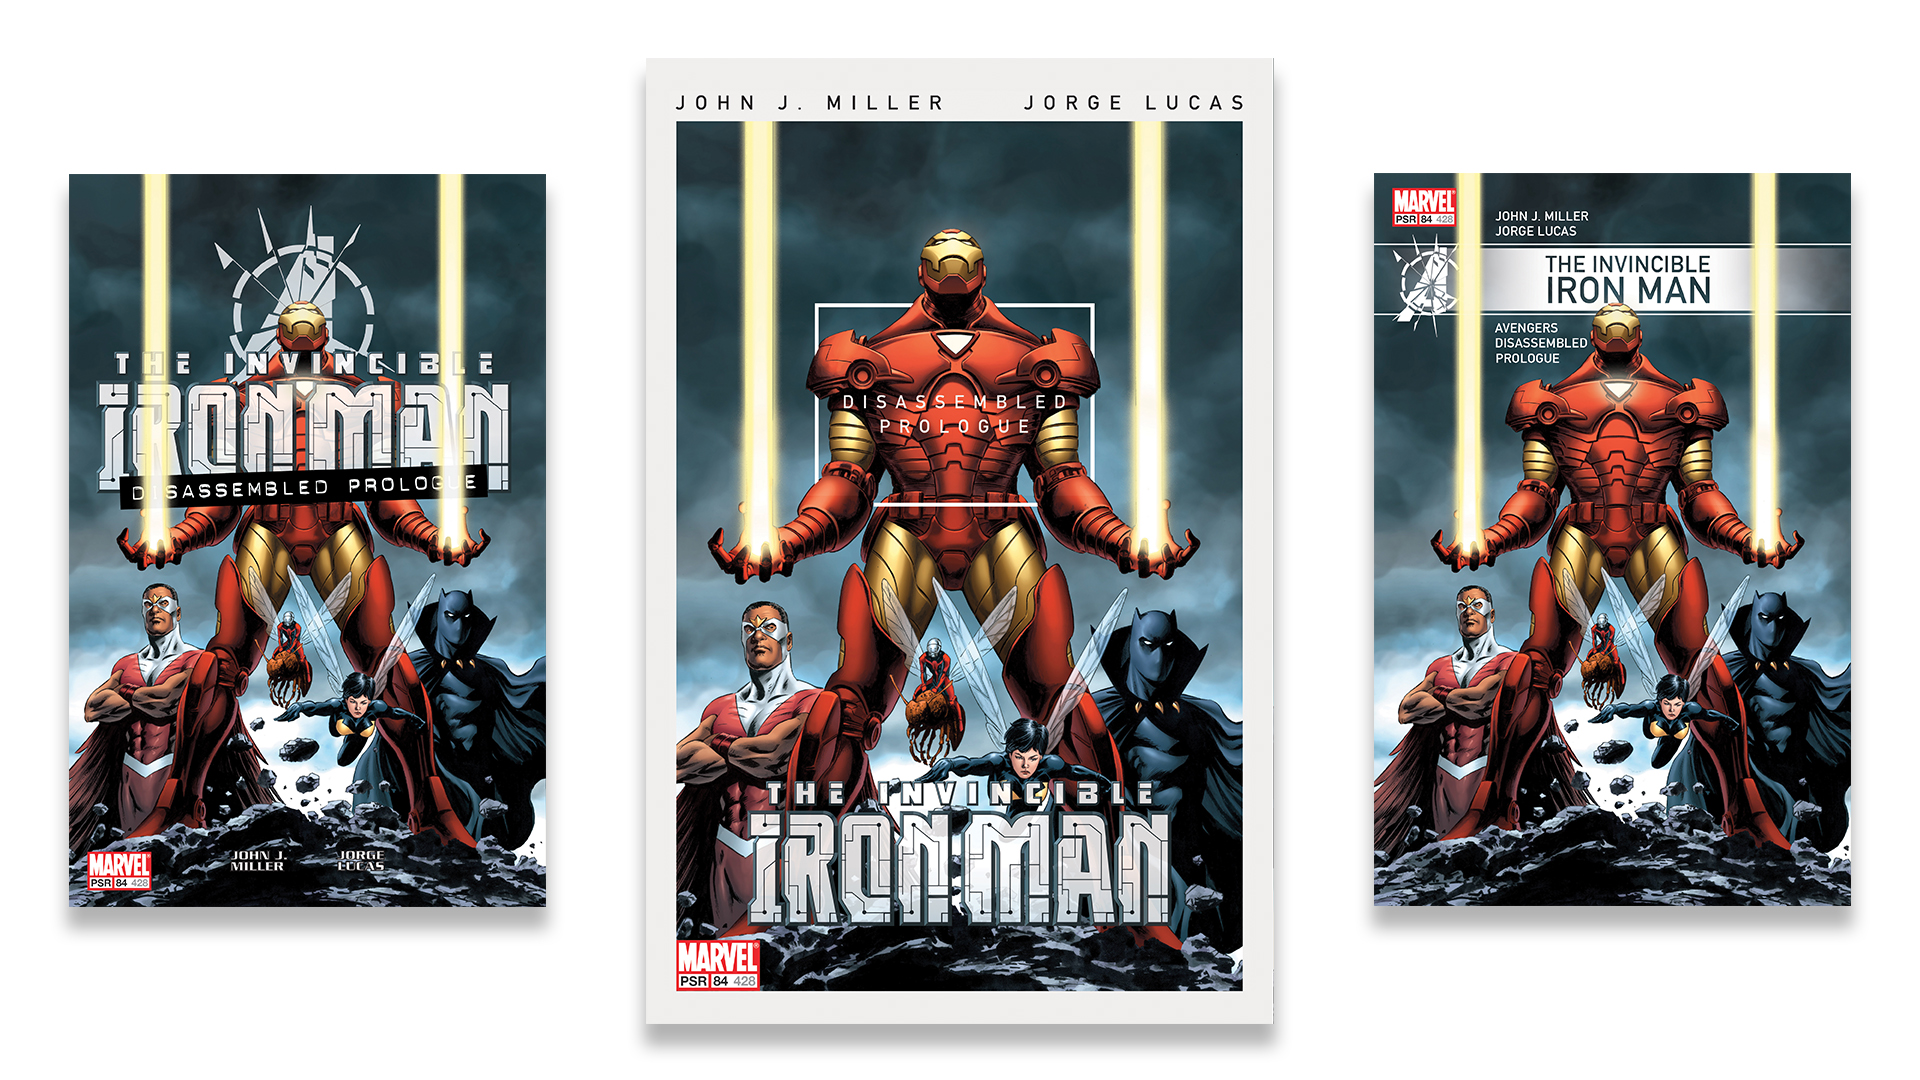 THE INVINCIBLE
IRON MAN
DISASSEMBLED PROLOGUE
MARVEL
PSR 84 428
JOHN J.
MILLER
JORGE
LUCAS
JOHN J. MILLER JORGE LUCAS
DISASSEMBLED
PROLOGUE
THE INVINCIBLE
IRON MAN
MARVEL
PSR 84 428
MARVEL
PSR 84 428
JOHN J. MILLER
JORGE LUCAS
THE INVINCIBLE
IRON MAN
AVENGERS
DISASSEMBLED
PROLOGUE